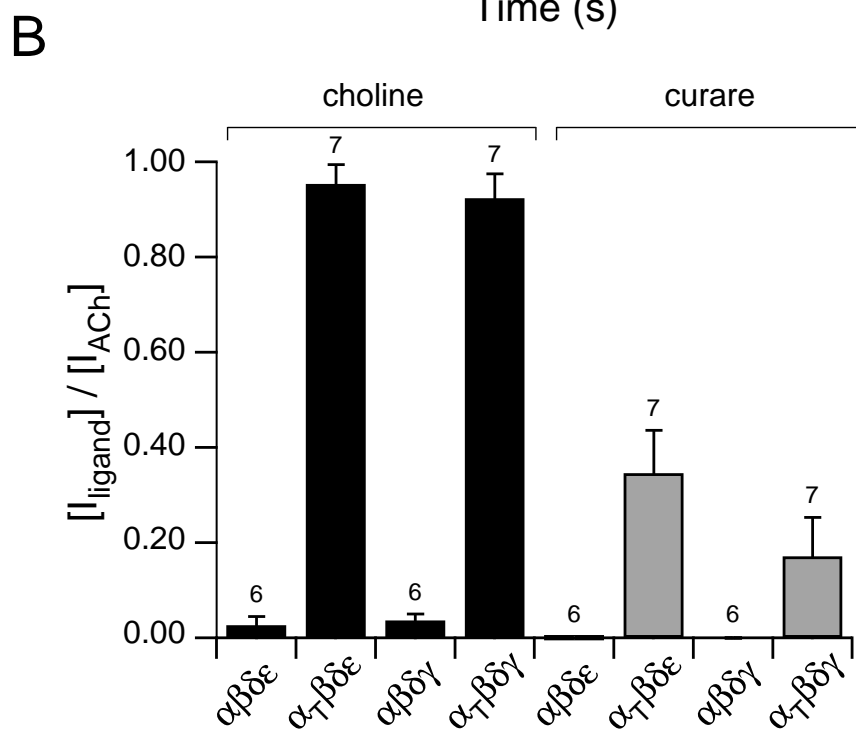 Time (s)
B
choline curare
7 7
1.00
0.80
0.60
7
0.40
7
0.20
6 6 6 6
0.00
[I_ligand] / [I_ACh]
αβδε α_Tβδε αβδγ α_Tβδγ αβδε α_Tβδε αβδγ α_Tβδγ